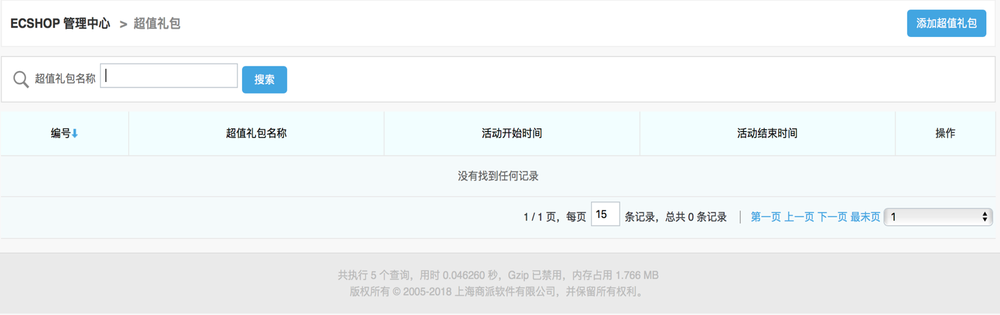 ECSHOP 管理中心 > 超值礼包 添加超值礼包
超值礼包名称 搜索
编号 超值礼包名称 活动开始时间 活动结束时间 操作
没有找到任何记录
1 / 1 页，每页 15 条记录，总共 0 条记录 | 第一页 上一页 下一页 最末页 1
共执行 5 个查询，用时 0.046260 秒，Gzip 已禁用，内存占用 1.766 MB
版权所有 © 2005-2018 上海商派软件有限公司，并保留所有权利。